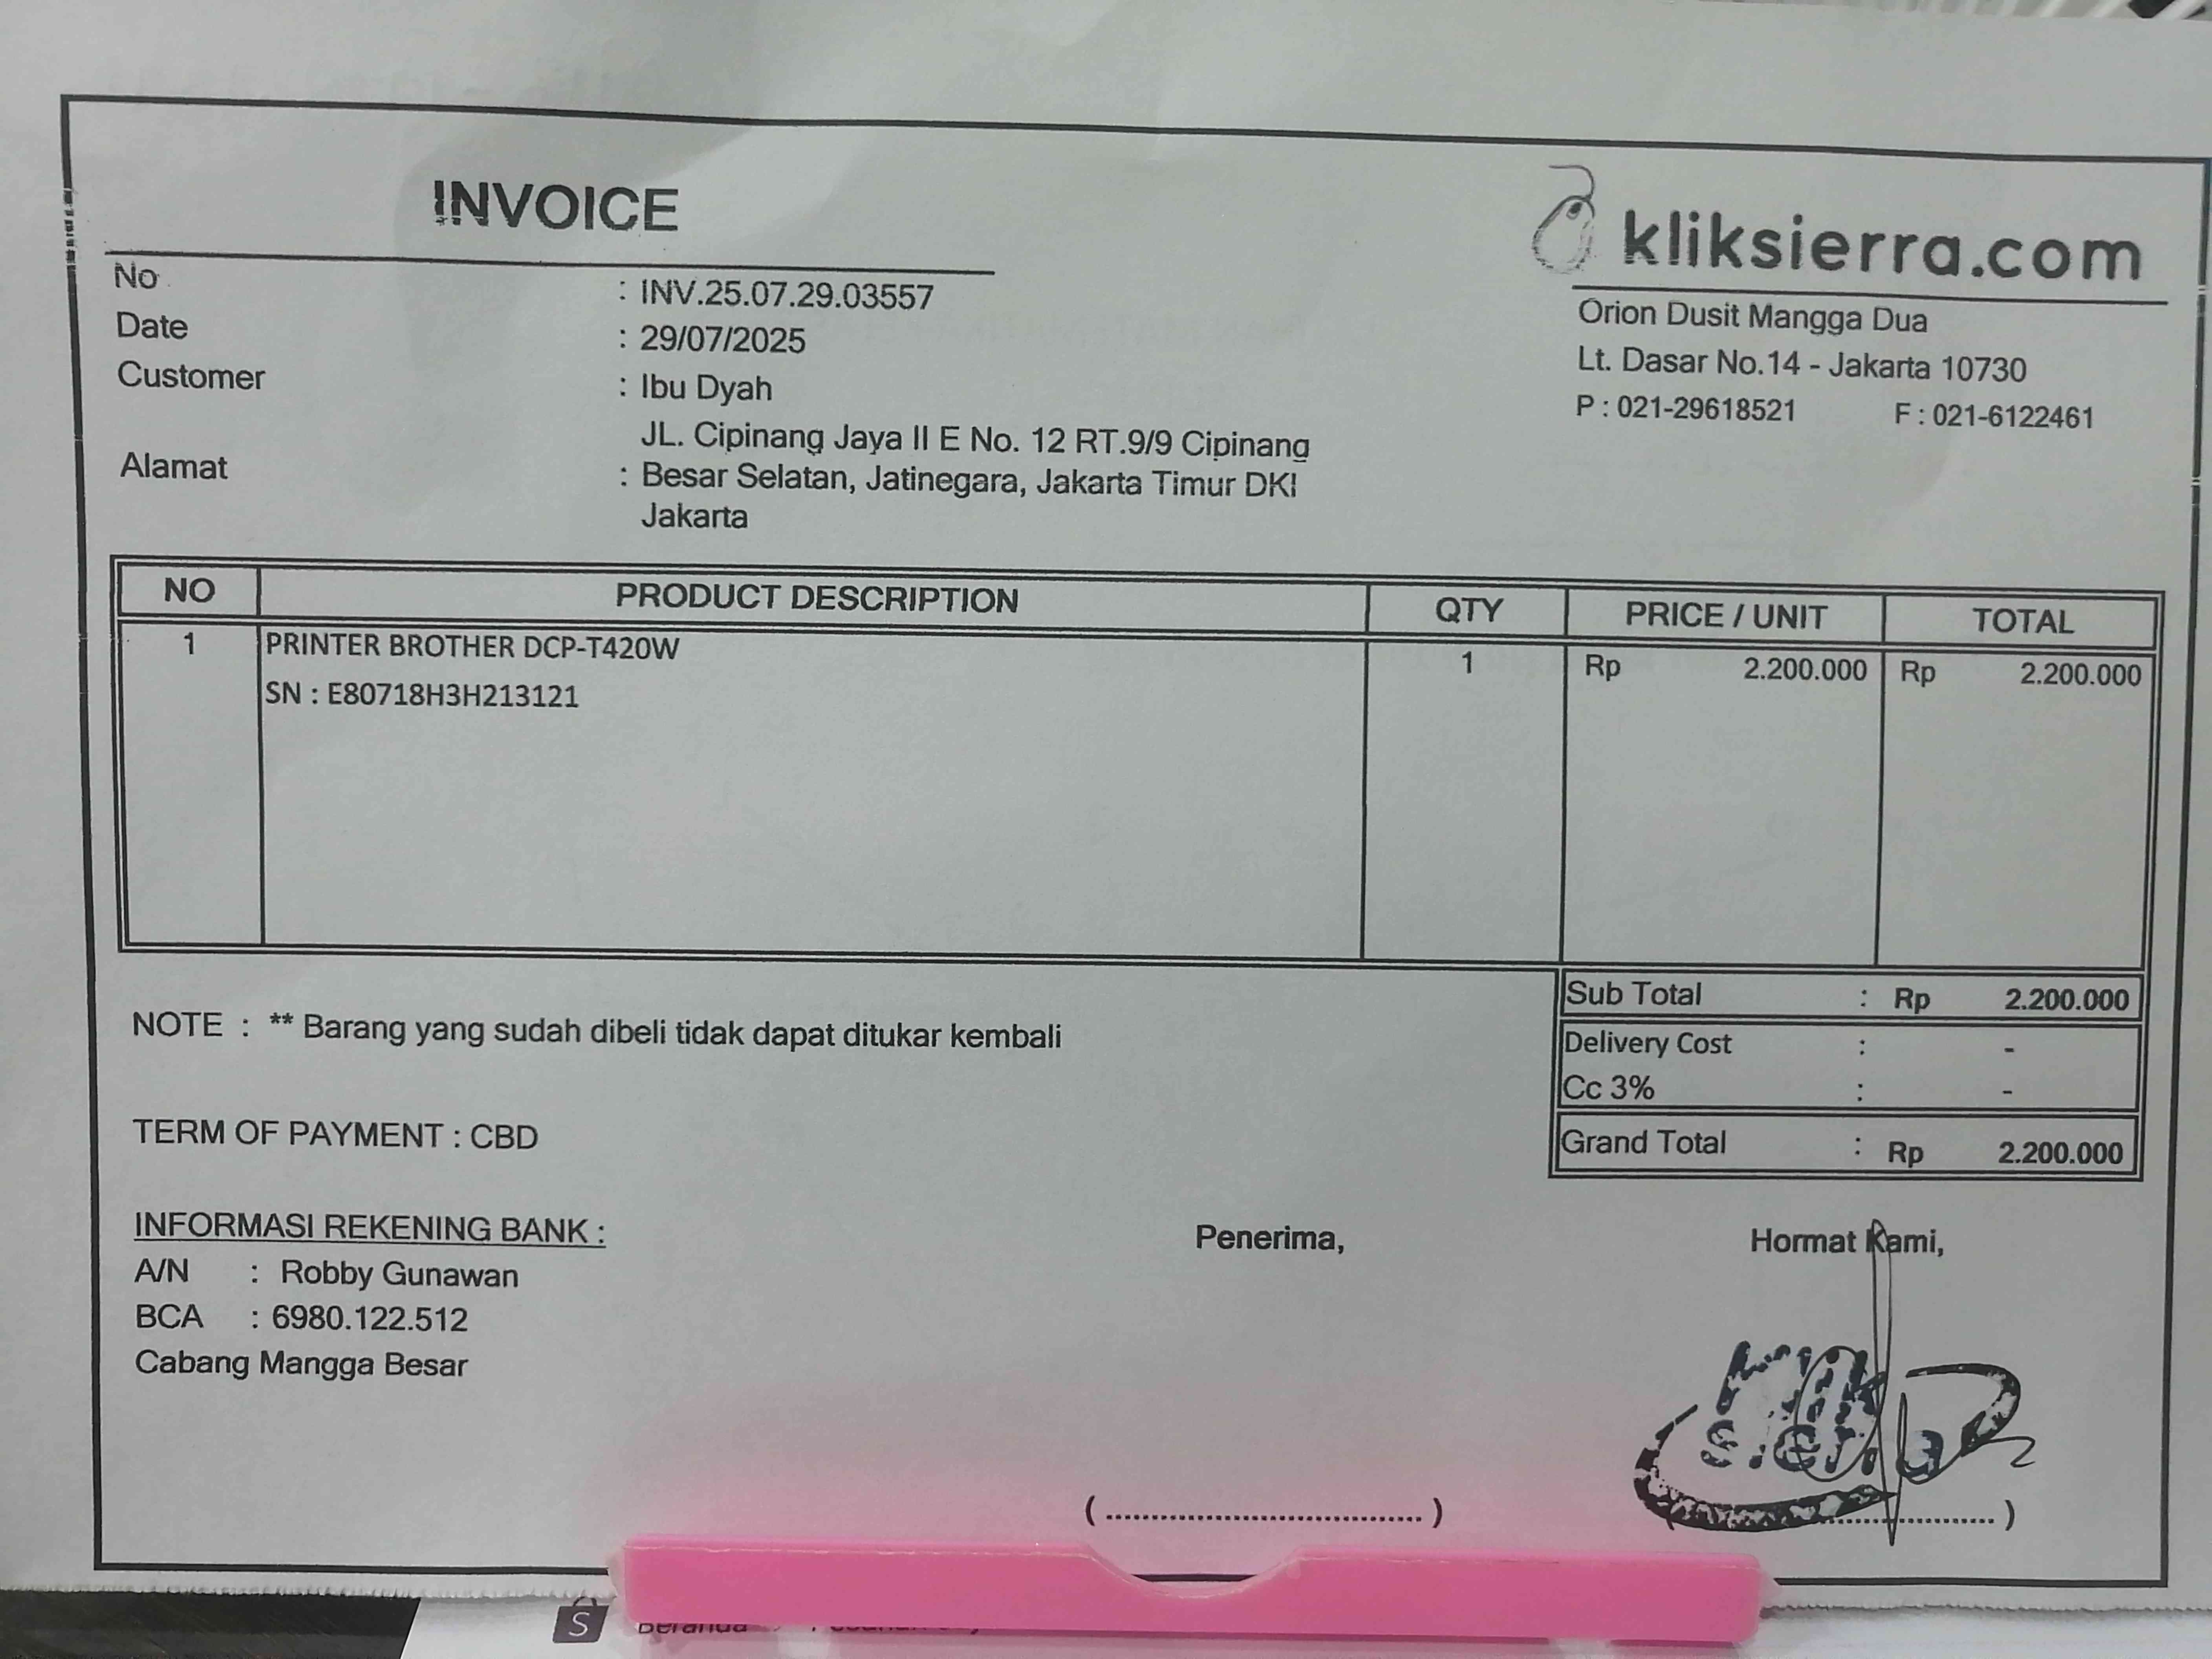 INVOICE
kliksierra.com
Orion Dusit Mangga Dua
Lt. Dasar No.14 - Jakarta 10730
P : 021-29618521 F : 021-6122461
No : INV.25.07.29.03557
Date : 29/07/2025
Customer : Ibu Dyah
JL. Cipinang Jaya II E No. 12 RT.9/9 Cipinang
Alamat : Besar Selatan, Jatinegara, Jakarta Timur DKI
Jakarta
NO PRODUCT DESCRIPTION QTY PRICE / UNIT TOTAL
1 PRINTER BROTHER DCP-T420W 1 Rp 2.200.000 Rp 2.200.000
SN : E80718H3H213121
Sub Total : Rp 2.200.000
NOTE : ** Barang yang sudah dibeli tidak dapat ditukar kembali
Delivery Cost : -
Cc 3% : -
TERM OF PAYMENT : CBD
Grand Total : Rp 2.200.000
INFORMASI REKENING BANK :
A/N : Robby Gunawan
BCA : 6980.122.512
Cabang Mangga Besar
Penerima,
Hormat Kami,
( ........................................ )
.................... )
S